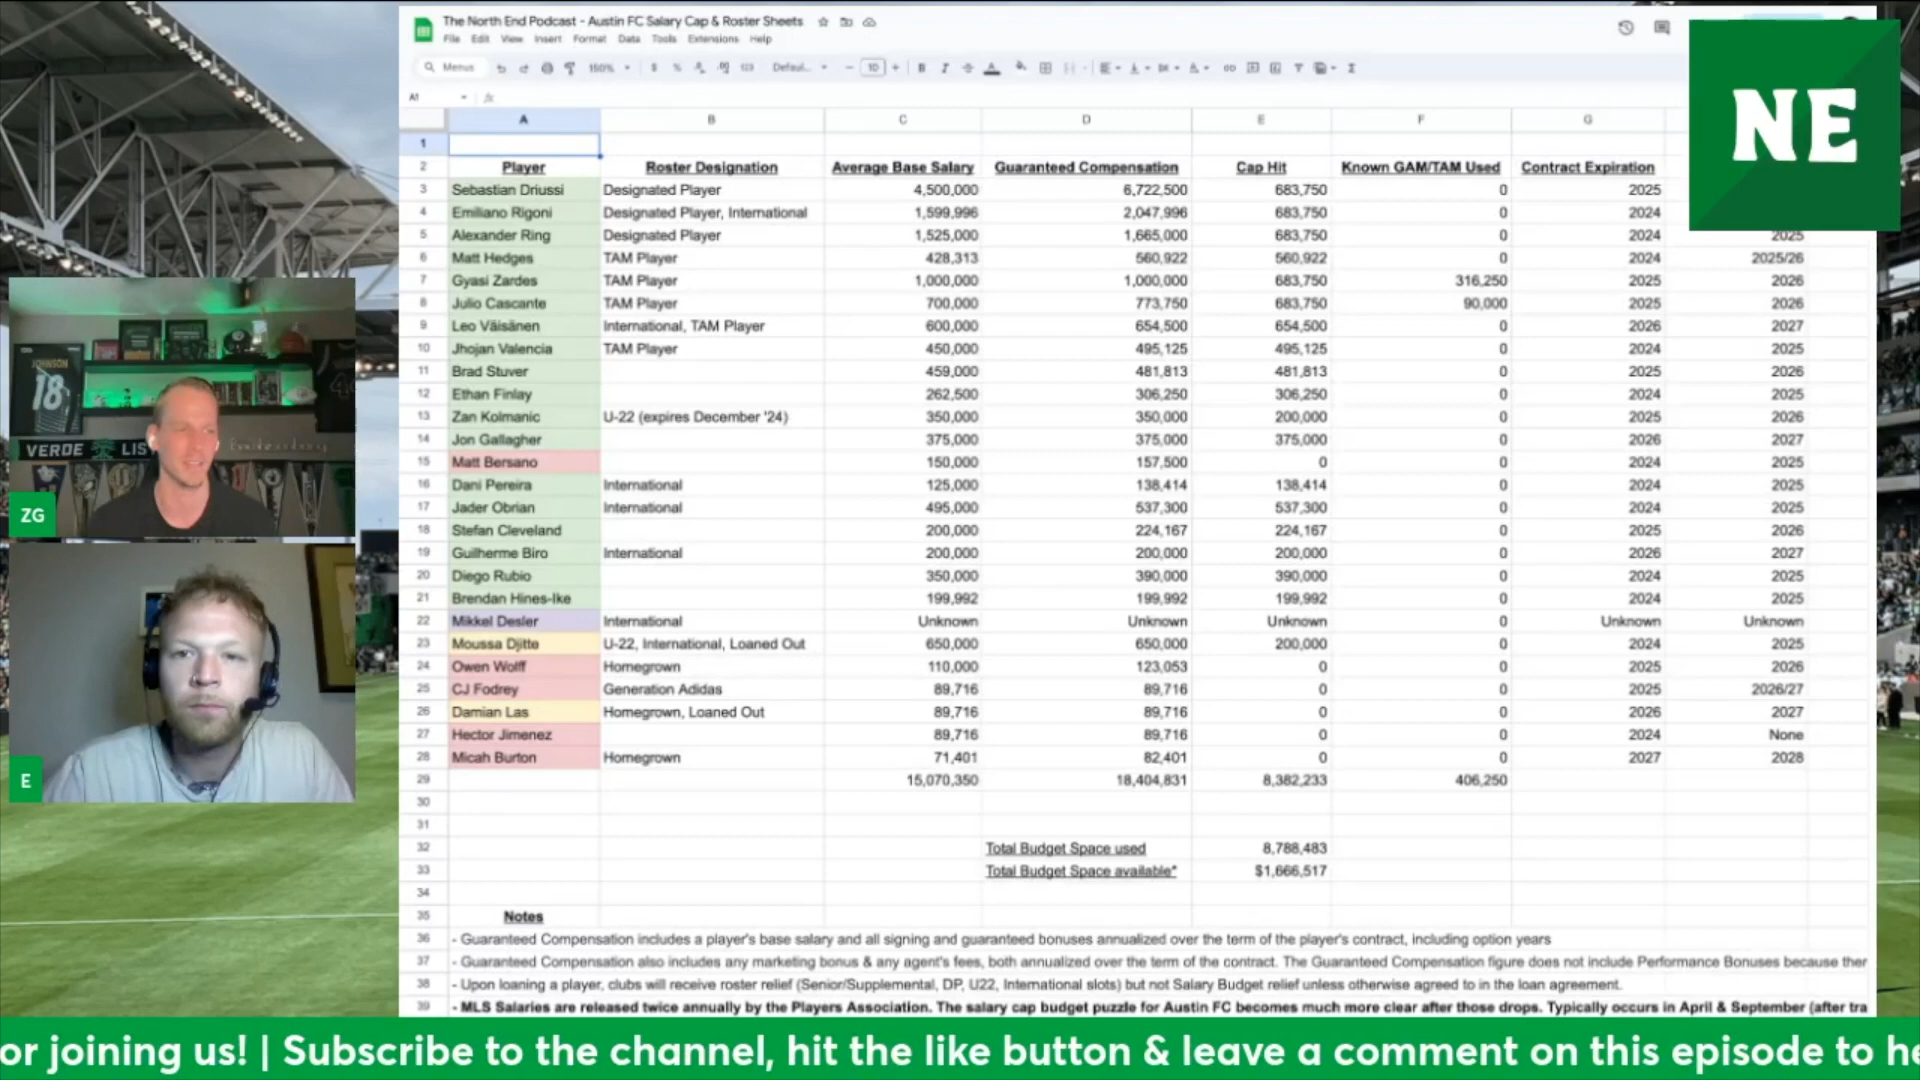 The North End Podcast - Austin FC Salary Cap & Roster Sheets
File Edit View Insert Format Data Tools Extensions Help
Menus 150% $ % 123 Defaul... 10 B I A
A1 fx
A B C D E F G
1
2 Player Roster Designation Average Base Salary Guaranteed Compensation Cap Hit Known GAM/TAM Used Contract Expiration
3 Sebastian Driussi Designated Player 4,500,000 6,722,500 683,750 0 2025
4 Emiliano Rigoni Designated Player, International 1,599,996 2,047,996 683,750 0 2024
5 Alexander Ring Designated Player 1,525,000 1,665,000 683,750 0 2024 2025
6 Matt Hedges TAM Player 428,313 560,922 560,922 0 2024 2025/26
7 Gyasi Zardes TAM Player 1,000,000 1,000,000 683,750 316,250 2025 2026
8 Julio Cascante TAM Player 700,000 773,750 683,750 90,000 2025 2026
9 Leo Väisänen International, TAM Player 600,000 654,500 654,500 0 2026 2027
10 Jhojan Valencia TAM Player 450,000 495,125 495,125 0 2024 2025
11 Brad Stuver 459,000 481,813 481,813 0 2025 2026
12 Ethan Finlay 262,500 306,250 306,250 0 2024 2025
13 Zan Kolmanic U-22 (expires December '24) 350,000 350,000 200,000 0 2025 2026
14 Jon Gallagher 375,000 375,000 375,000 0 2026 2027
15 Matt Bersano 150,000 157,500 0 0 2024 2025
16 Dani Pereira International 125,000 138,414 138,414 0 2024 2025
17 Jader Obrian International 495,000 537,300 537,300 0 2024 2025
18 Stefan Cleveland 200,000 224,167 224,167 0 2025 2026
19 Guilherme Biro International 200,000 200,000 200,000 0 2026 2027
20 Diego Rubio 350,000 390,000 390,000 0 2024 2025
21 Brendan Hines-Ike 199,992 199,992 199,992 0 2024 2025
22 Mikkel Desler International Unknown Unknown Unknown 0 Unknown Unknown
23 Moussa Djitte U-22, International, Loaned Out 650,000 650,000 200,000 0 2024 2025
24 Owen Wolff Homegrown 110,000 123,053 0 0 2025 2026
25 CJ Fodrey Generation Adidas 89,716 89,716 0 0 2025 2026/27
26 Damian Las Homegrown, Loaned Out 89,716 89,716 0 0 2026 2027
27 Hector Jimenez 89,716 89,716 0 0 2024 None
28 Micah Burton Homegrown 71,401 82,401 0 0 2027 2028
29 15,070,350 18,404,831 8,382,233 406,250
30
31
32 Total Budget Space used 8,788,483
33 Total Budget Space available* $1,666,517
34
35 Notes
36 - Guaranteed Compensation includes a player's base salary and all signing and guaranteed bonuses annualized over the term of the player's contract, including option years
37 - Guaranteed Compensation also includes any marketing bonus & any agent's fees, both annualized over the term of the contract. The Guaranteed Compensation figure does not include Performance Bonuses because ther
38 - Upon loaning a player, clubs will receive roster relief (Senior/Supplemental, DP, U22, International slots) but not Salary Budget relief unless otherwise agreed to in the loan agreement.
39 - MLS Salaries are released twice annually by the Players Association. The salary cap budget puzzle for Austin FC becomes much more clear after those drops. Typically occurs in April & September (after tra
NE
JOHNSON
18
VERDE LIS
ZG
E
or joining us! | Subscribe to the channel, hit the like button & leave a comment on this episode to he